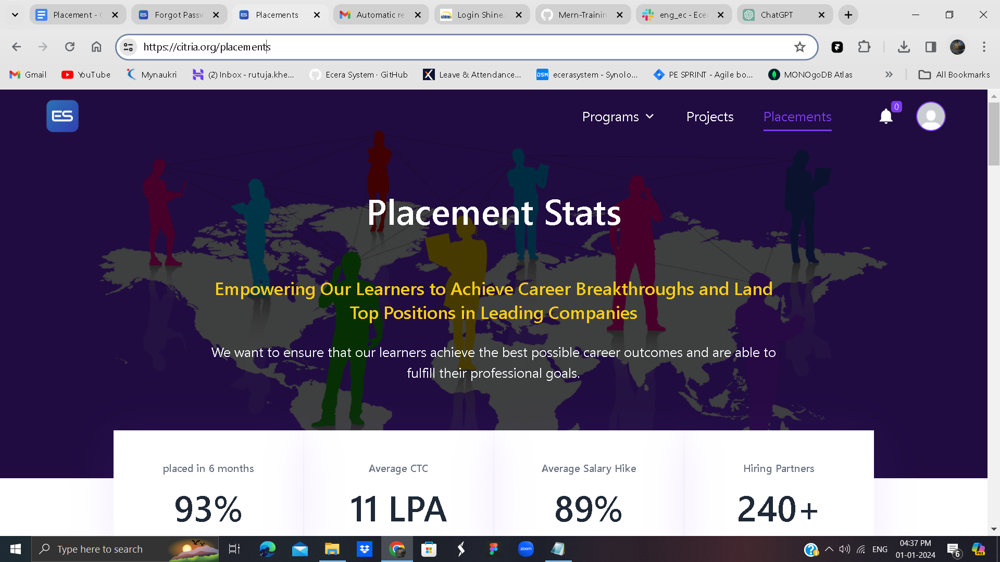 Placement - G
Forgot Passw
Placements
Automatic re
Login Shine.
Mern-Trainin
eng_ec - Ece
ChatGPT
https://citria.org/placements
Gmail
YouTube
Mynaukri
(2) Inbox - rutuja.khe...
Ecera System · GitHub
Leave & Attendance...
DSM
ecerasystem - Synolo...
PE SPRINT - Agile bo...
MONOgoDB Atlas
All Bookmarks
ES
Programs
Projects
Placements
0
Placement Stats
Empowering Our Learners to Achieve Career Breakthroughs and Land
Top Positions in Leading Companies
We want to ensure that our learners achieve the best possible career outcomes and are able to
fulfill their professional goals.
placed in 6 months
93%
Average CTC
11 LPA
Average Salary Hike
89%
Hiring Partners
240+
Type here to search
zoom
ENG
04:37 PM
01-01-2024
6
PRE